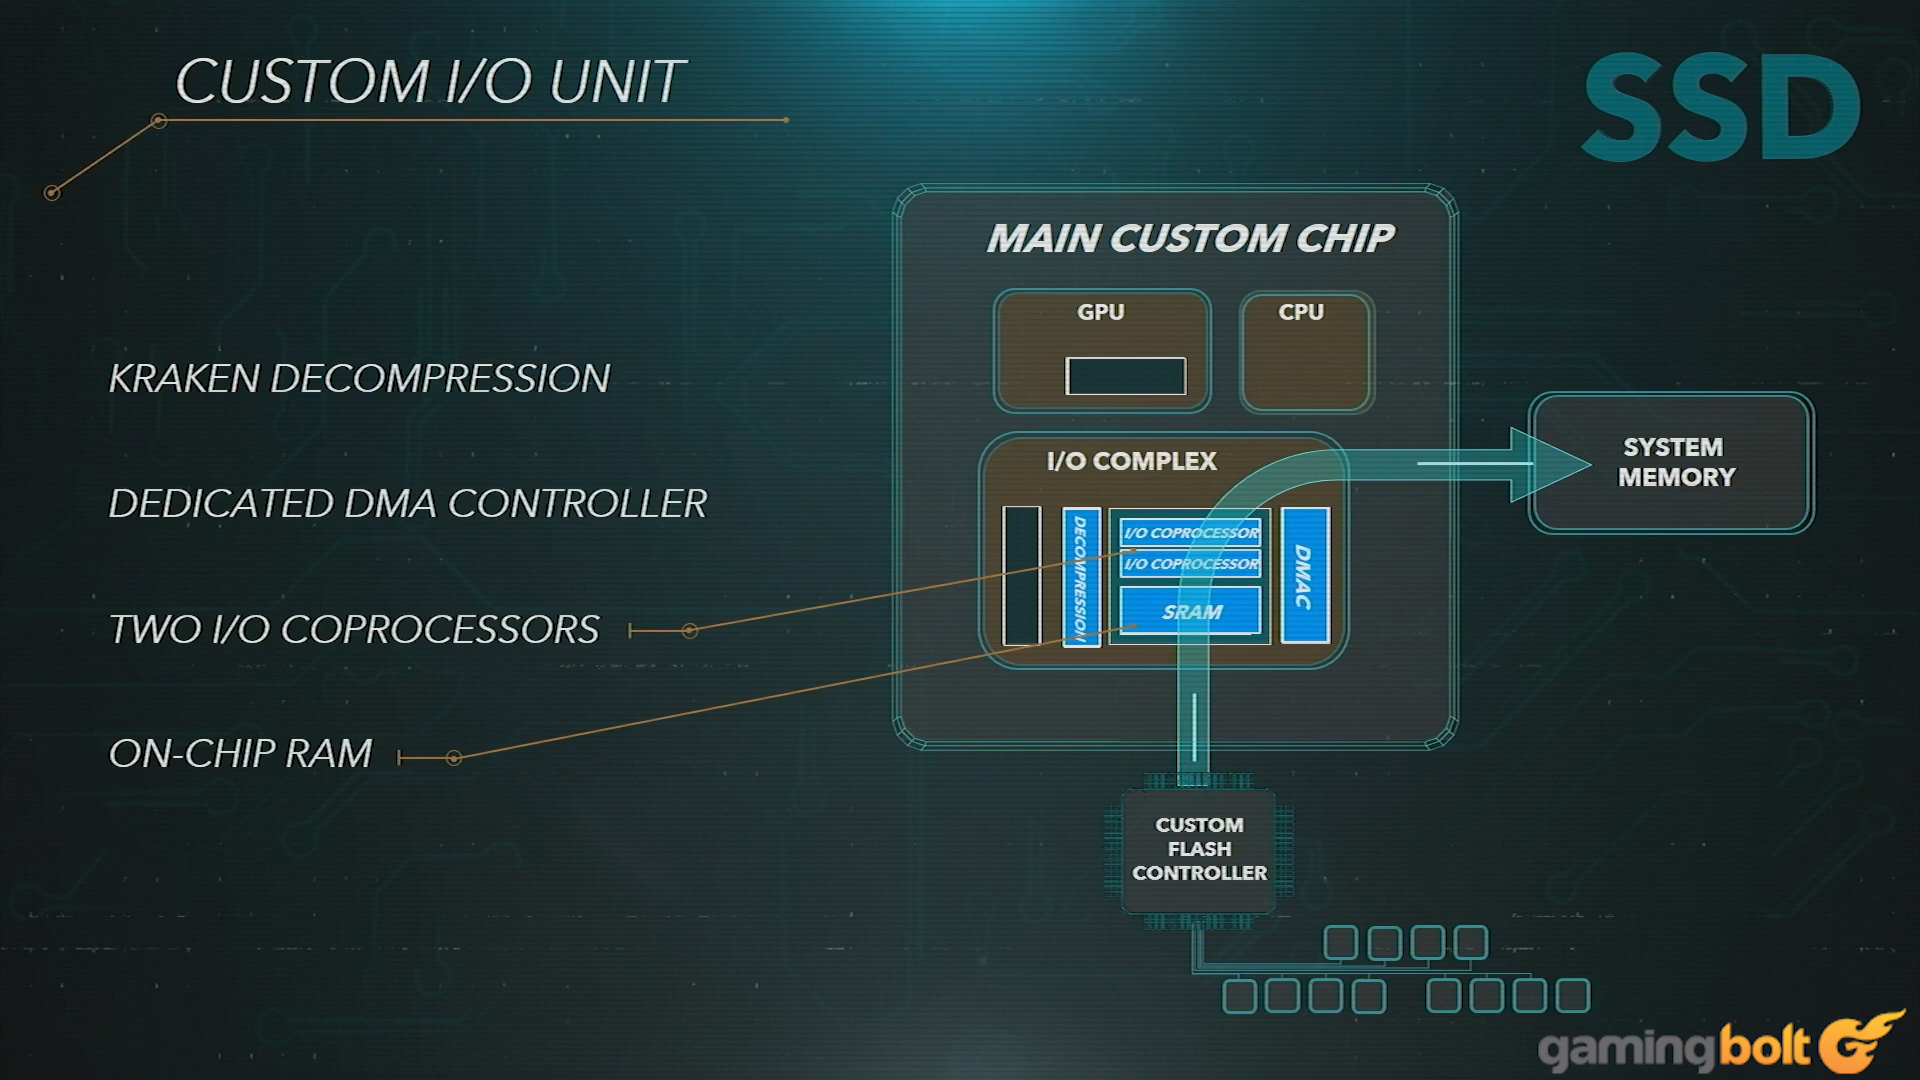 CUSTOM I/O UNIT
SSD
KRAKEN DECOMPRESSION
DEDICATED DMA CONTROLLER
TWO I/O COPROCESSORS
ON-CHIP RAM
MAIN CUSTOM CHIP
GPU
CPU
I/O COMPLEX
DECOMPRESSION
I/O COPROCESSOR
I/O COPROCESSOR
SRAM
DMAC
SYSTEM
MEMORY
CUSTOM
FLASH
CONTROLLER
gamingbolt